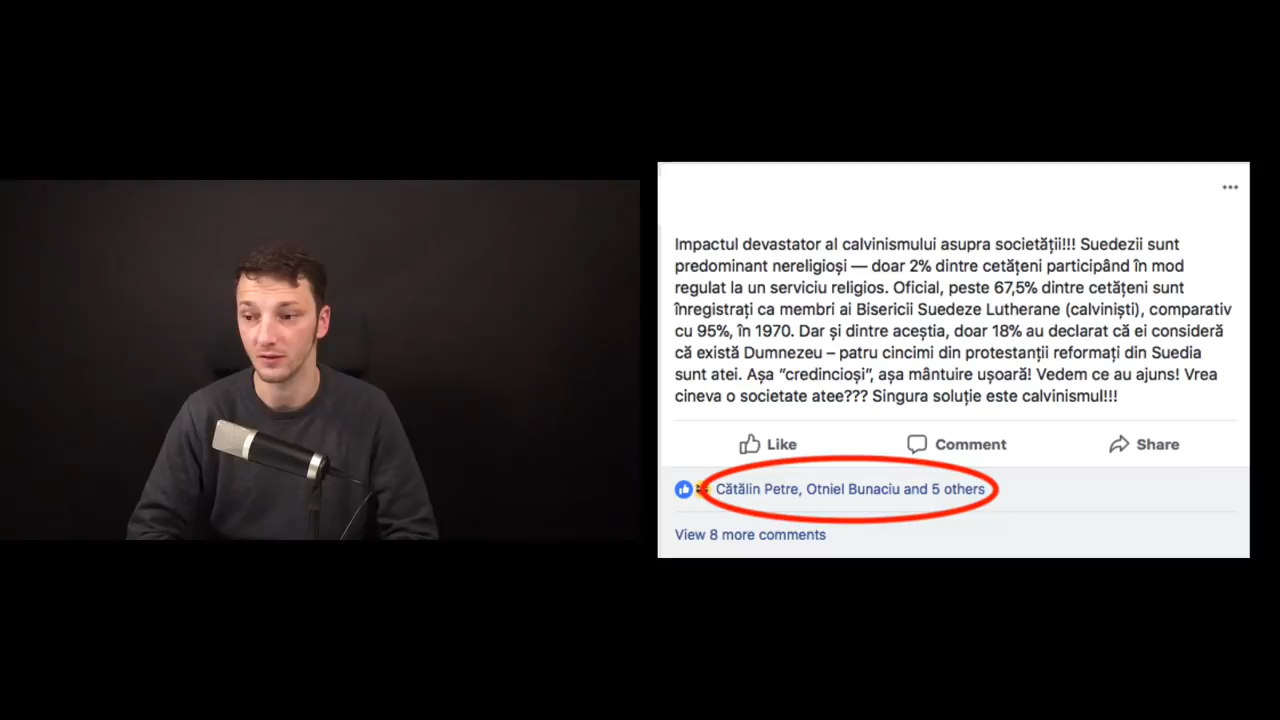 Impactul devastator al calvinismului asupra societății!!! Suedezii sunt
predominant nereligioși — doar 2% dintre cetățeni participând în mod
regulat la un serviciu religios. Oficial, peste 67,5% dintre cetățeni sunt
înregistrați ca membri ai Bisericii Suedeze Lutherane (calviniști), comparativ
cu 95%, în 1970. Dar și dintre aceștia, doar 18% au declarat că ei consideră
că există Dumnezeu – patru cincimi din protestanții reformați din Suedia
sunt atei. Așa "credincioși”, așa mântuire ușoară! Vedem ce au ajuns! Vrea
cineva o societate atee??? Singura soluție este calvinismul!!!
Like Comment Share
Cătălin Petre, Otniel Bunaciu and 5 others
View 8 more comments